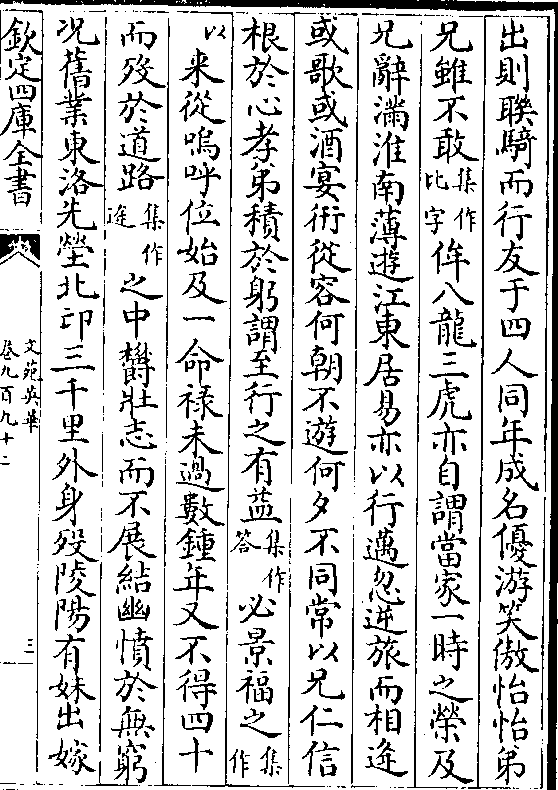 出則聨騎而行友于四人同年成名優游笑傲怡怡弟
兄雖不敢集作比字侔八龍三虎亦自謂當家一時之榮及
兄辭滿淮南薄遊江東居易亦以行邁忽逆旅而相逢
或歌或酒宴衎從容何朝不遊何夕不同常以兄仁信
根於心孝弟積於躬謂至行之有益集作答必景福之集作
以来從嗚呼位始及一命禄未過數鍾年又不得四十
而殁於道路集作途之中欝壯志而不展結幽憤於無窮
况舊業東洛先塋北邙三千里外身殁陵陽有妹出嫁
欽定四庫全書
文苑英華
卷九百九十二
三